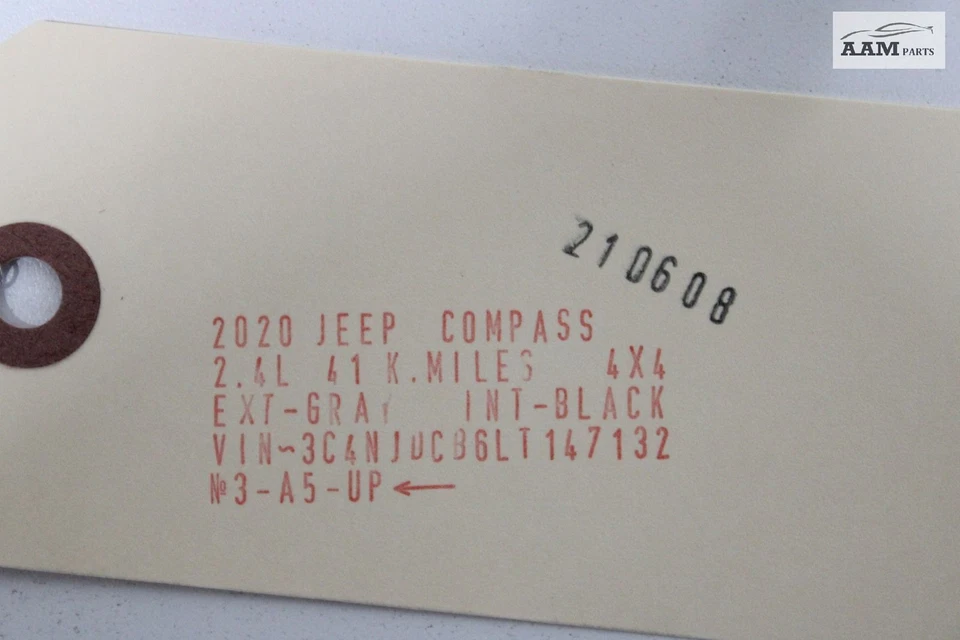 AAM PARTS
210608
2020 JEEP COMPASS
2.4L 41 K.MILES 4X4
EXT-GRAY INT-BLACK
VIN~3C4NJDCB6LT147132
№3-A5-UP←